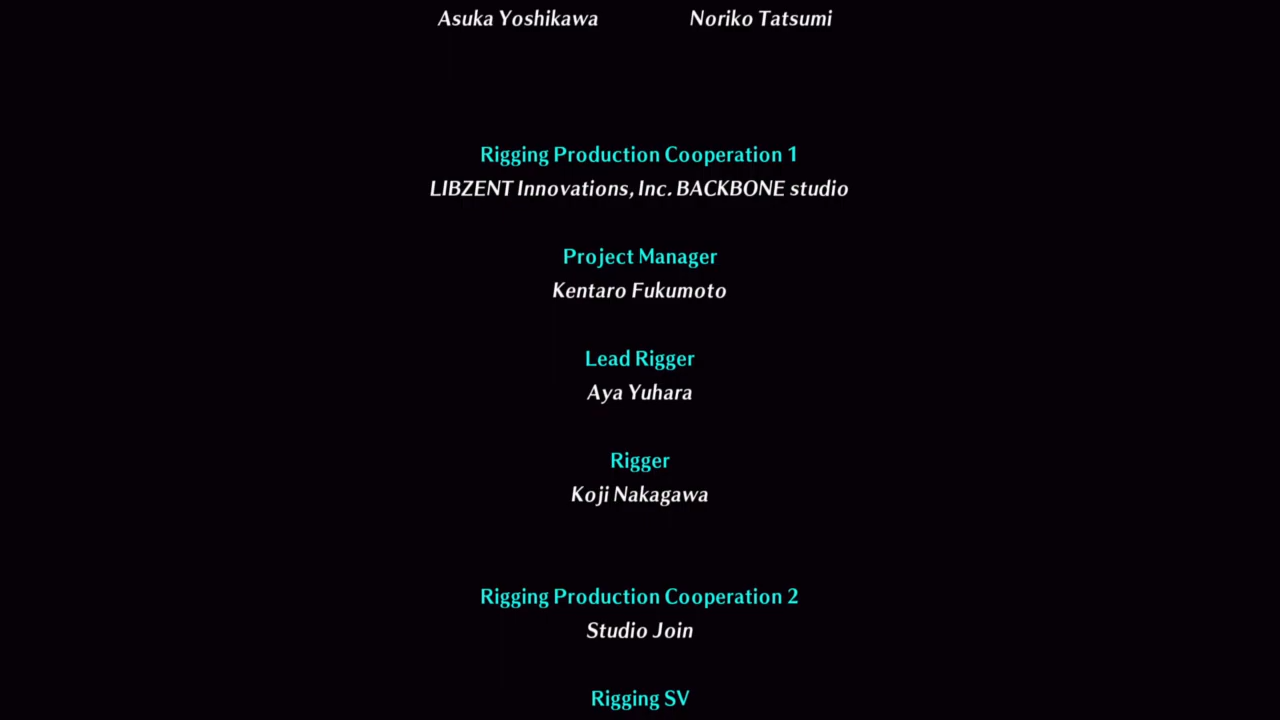 Asuka Yoshikawa Noriko Tatsumi
Rigging Production Cooperation 1
LIBZENT Innovations, Inc. BACKBONE studio
Project Manager
Kentaro Fukumoto
Lead Rigger
Aya Yuhara
Rigger
Koji Nakagawa
Rigging Production Cooperation 2
Studio Join
Rigging SV